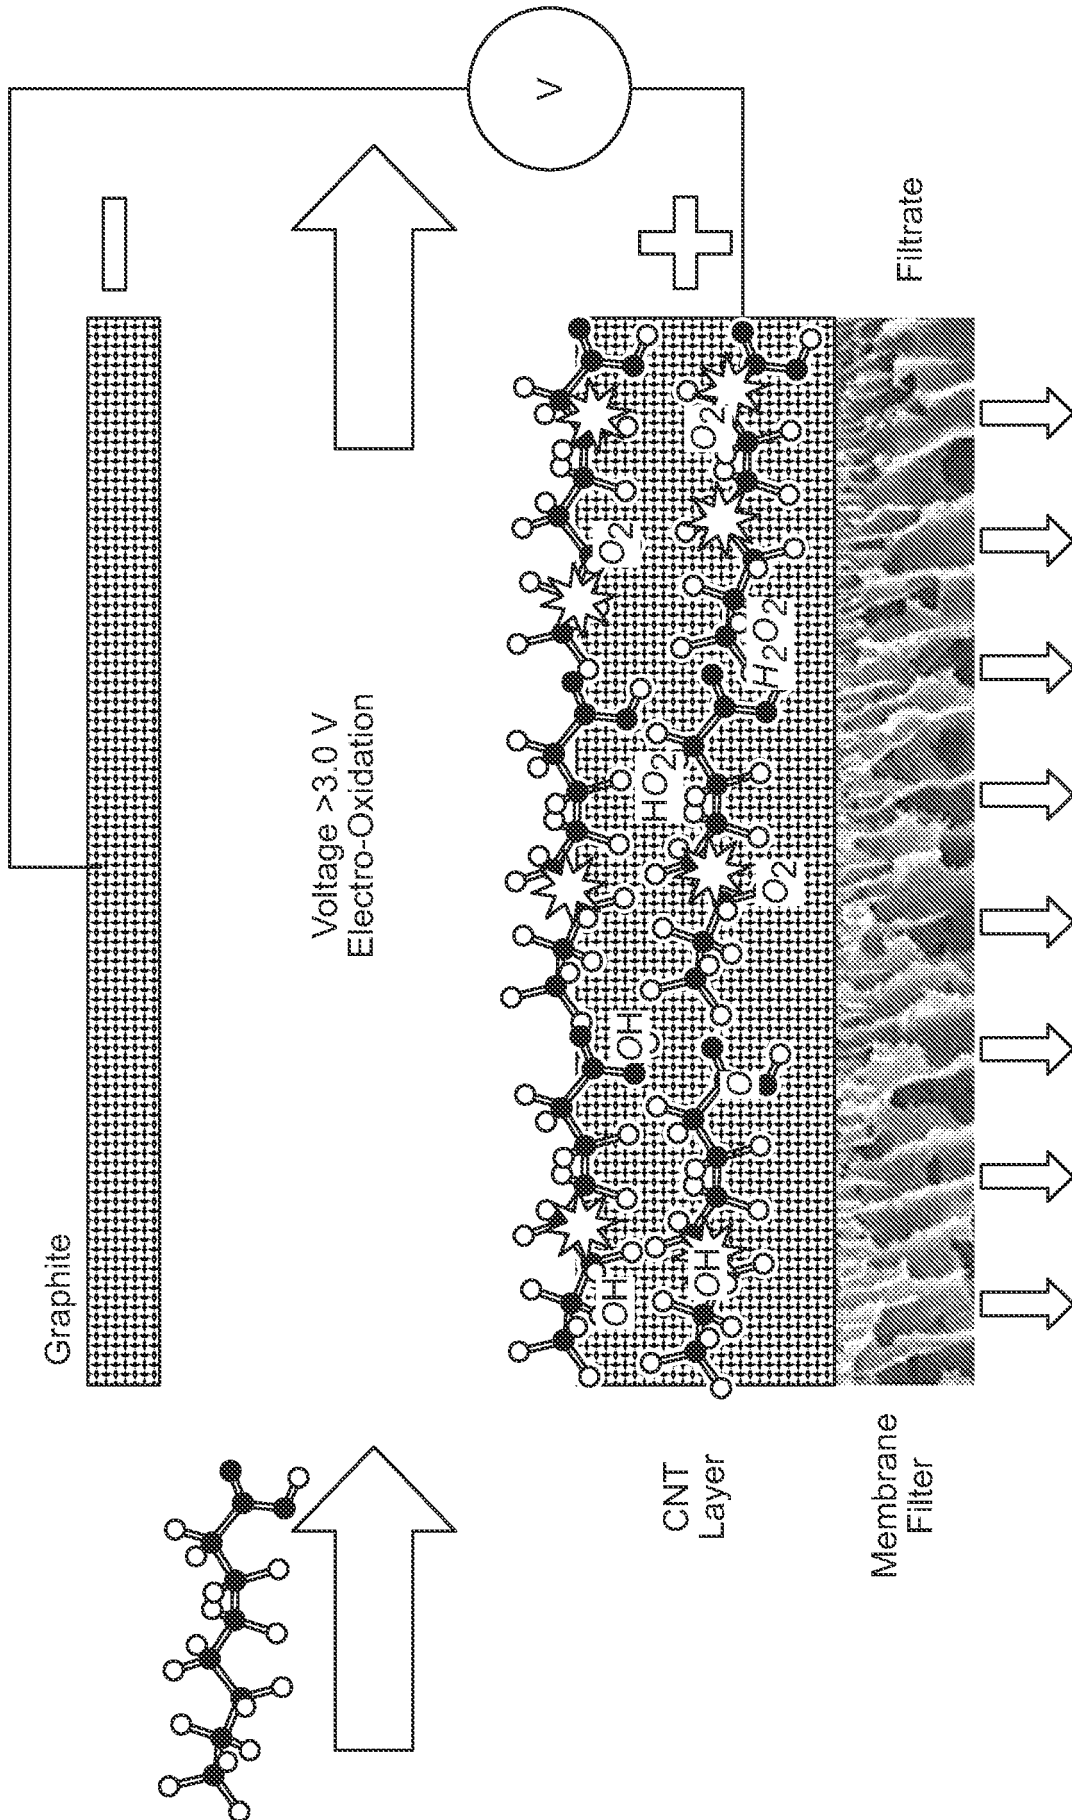 Graphite
V
Voltage >3.0 V
Electro-Oxidation
O2
O2
OH
HO2
H2O2
OH
OH
O
O2
CNT
Layer
Membrane
Filter
Filtrate